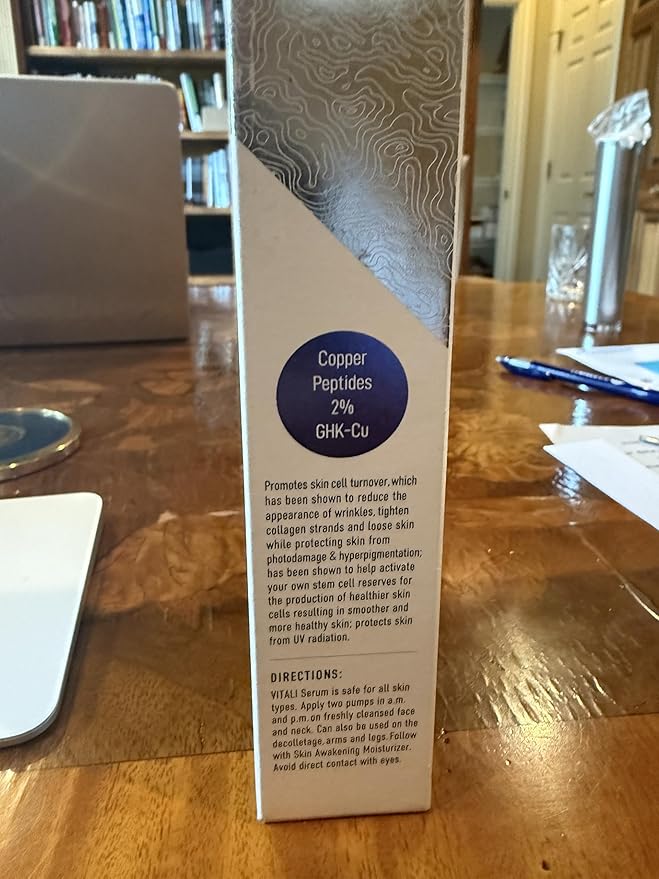 Copper
Peptides
2%
GHK-Cu
Promotes skin cell turnover, which
has been shown to reduce the
appearance of wrinkles, tighten
collagen strands and loose skin
while protecting skin from
photodamage & hyperpigmentation;
has been shown to help activate
your own stem cell reserves for
the production of healthier skin
cells resulting in smoother and
more healthy skin; protects skin
from UV radiation.
DIRECTIONS:
VITALI Serum is safe for all skin
types. Apply two pumps in a.m.
and p.m. on freshly cleansed face
and neck. Can also be used on the
decolletage, arms and legs. Follow
with Skin Awakening Moisturizer.
Avoid direct contact with eyes.